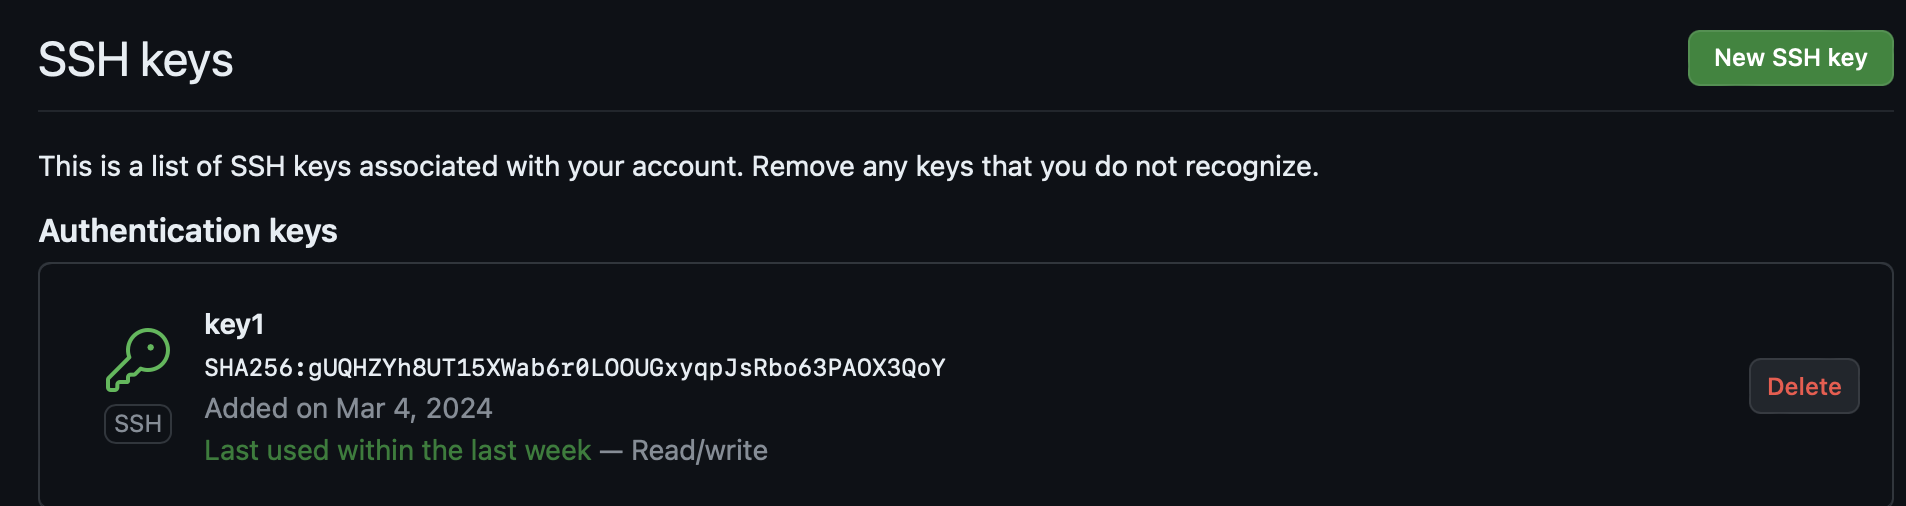 SSH keys
New SSH key
This is a list of SSH keys associated with your account. Remove any keys that you do not recognize.
Authentication keys
key1
SHA256:gUQHZYh8UT15XWab6r0LOOUGxyqpJsRbo63PAOX3QoY
Added on Mar 4, 2024
Last used within the last week — Read/write
SSH
Delete